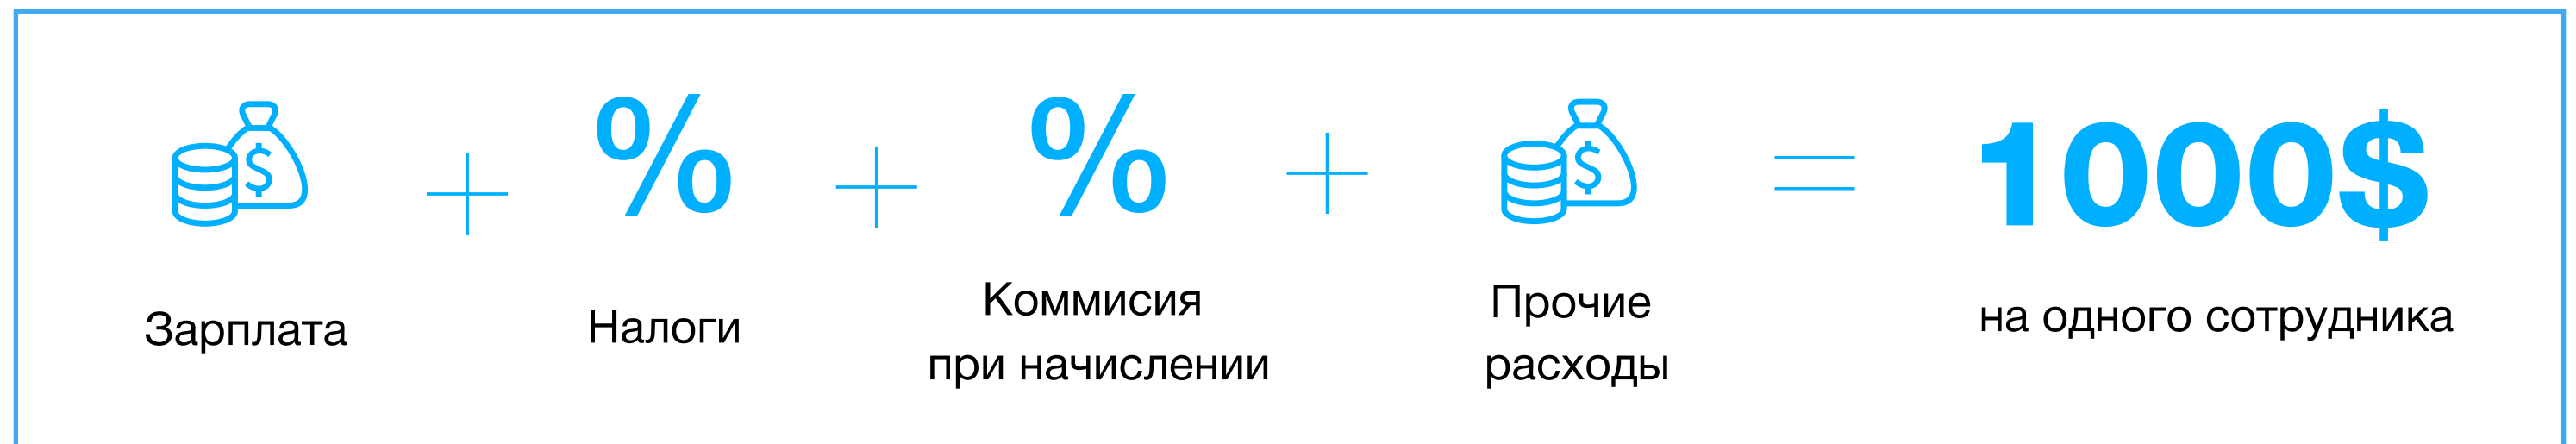 + % + % + = 1000$
Зарплата
Налоги
Коммисия
при начислении
Прочие
расходы
на одного сотрудника